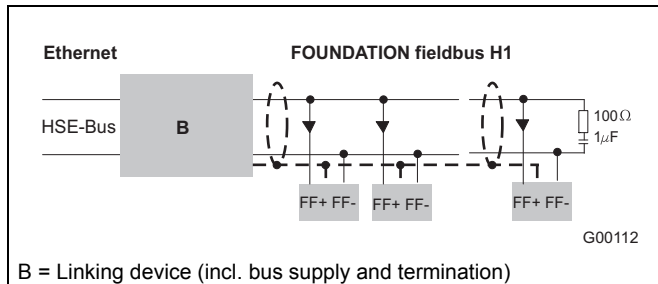 Ethernet FOUNDATION fieldbus H1
HSE-Bus B
100Ω
1µF
FF+ FF- FF+ FF- FF+ FF-
G00112
B = Linking device (incl. bus supply and termination)